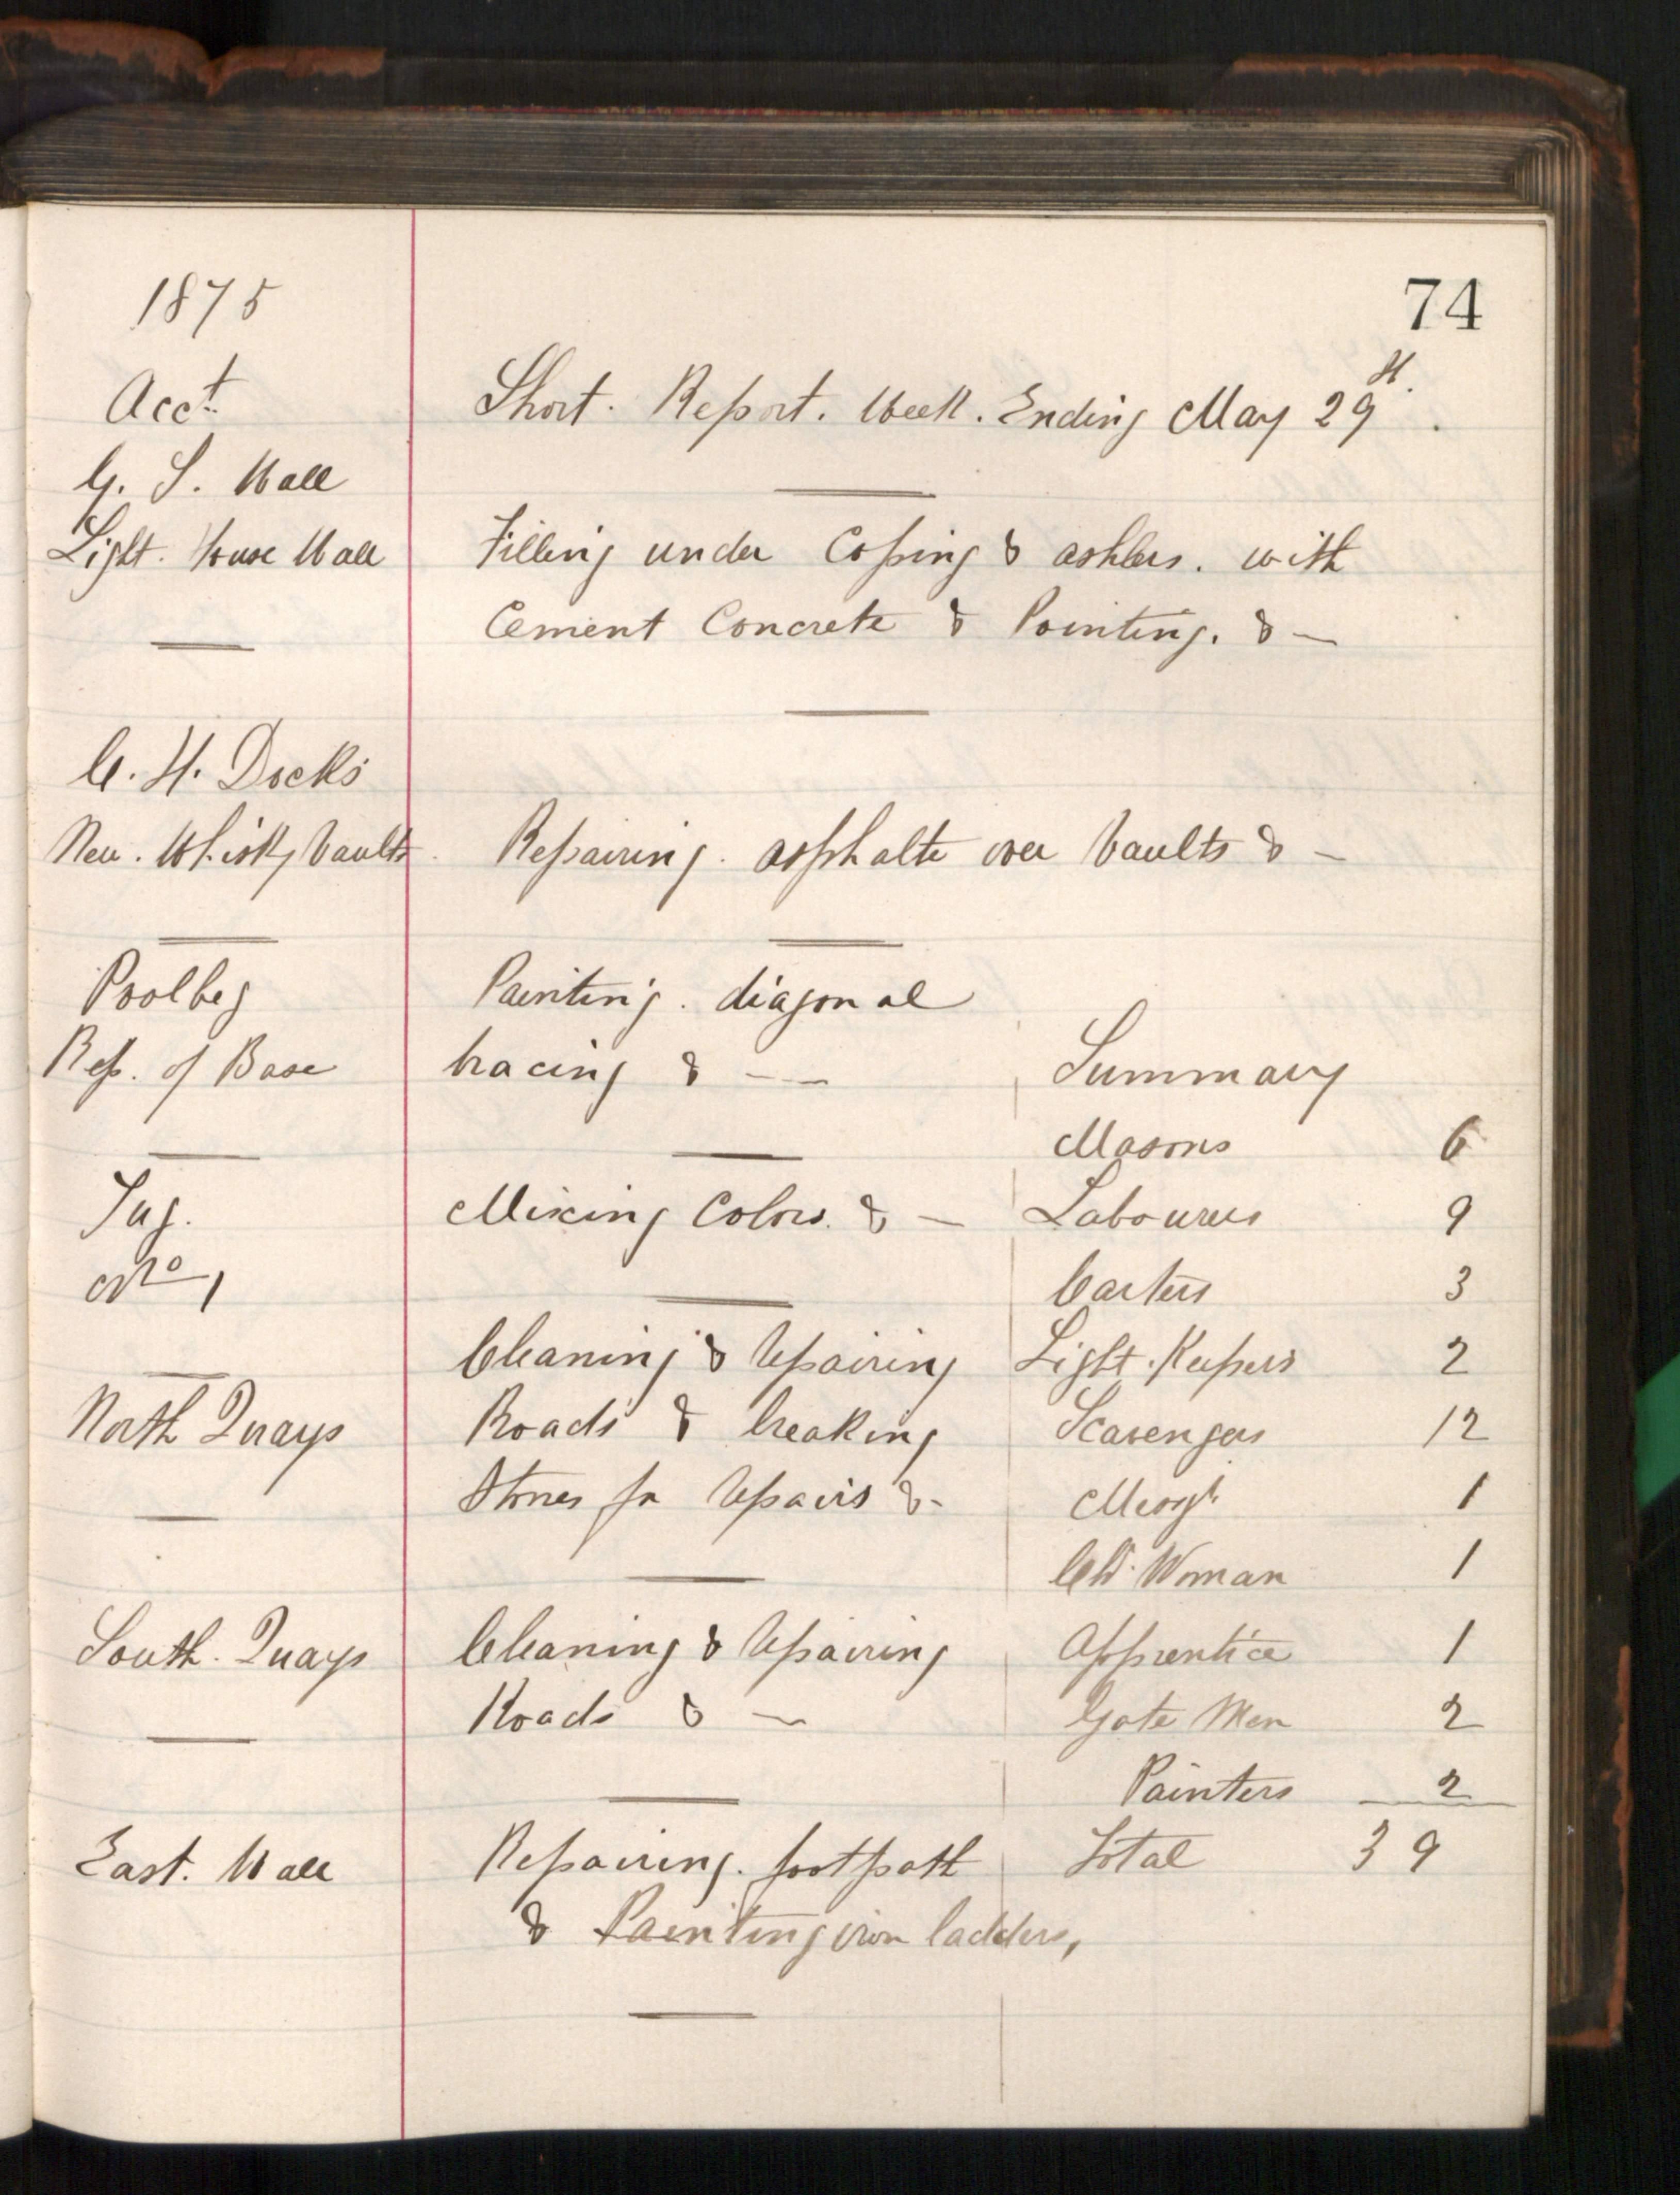 74
1875
Acct.
Short. Report. Week. Ending May 29th.
G. S. Wall
Light. House Wall
Filling under Coping & ashlers. with
Cement Concrete & Pointing. & —
C. H. Docks
New. Whisky Vaults
Repairing. asphalte over Vaults & —
Poolbeg
Rep. of Base
Painting. diagonal
bracing & — —
Summary
Masons 6
Tug.
No 1
Mixing Colors. & —
Labourers 9
Carters 3
North Quays
Cleaning & Repairing
Roads & breaking
Stones for Repairs & -
Light. Keepers 2
Scavengers 12
Messgr. 1
Cld. Woman 1
South. Quays
Cleaning & Repairing
Roads & —
Apprentice 1
Gate Men 2
Painters 2
Total 39
East. Wall
Repairing. footpath
& Painting iron ladders,